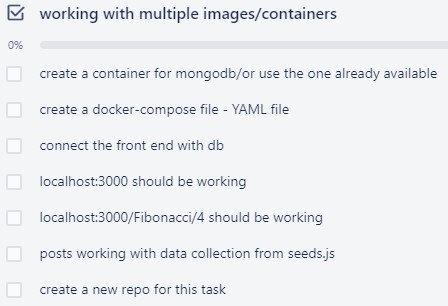 working with multiple images/containers
0%
create a container for mongodb/or use the one already available
create a docker-compose file - YAML file
connect the front end with db
localhost:3000 should be working
localhost:3000/Fibonacci/4 should be working
posts working with data collection from seeds.js
create a new repo for this task